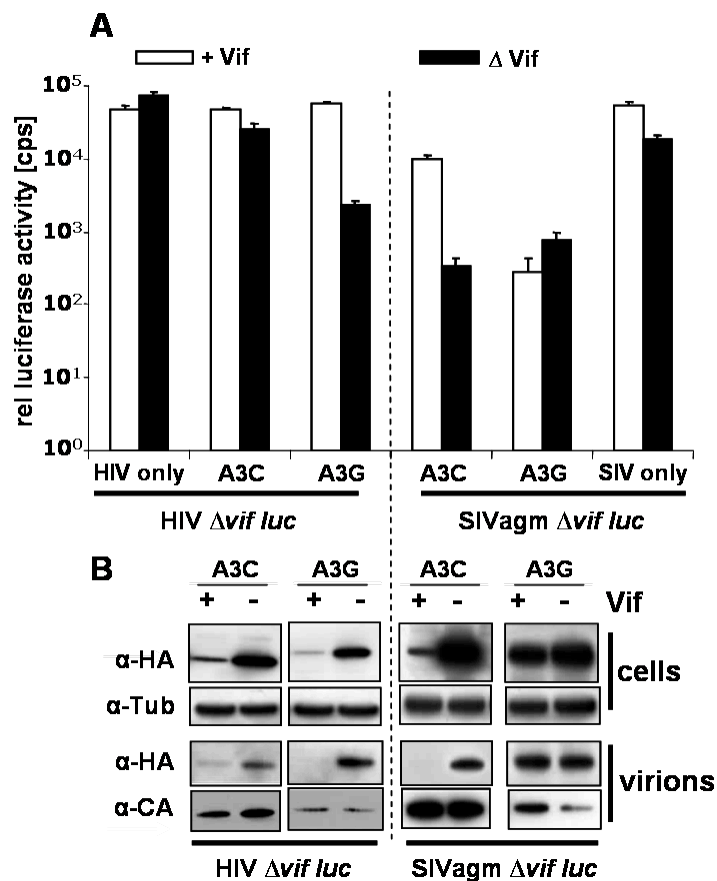 A
+ Vif Δ Vif
rel luciferase activity [cps]
10⁵
10⁴
10³
10²
10¹
10⁰
HIV only A3C A3G A3C A3G SIV only
HIV Δvif luc SIVagm Δvif luc
B
A3C A3G A3C A3G
+ - + - + - + - Vif
α-HA
cells
α-Tub
α-HA
virions
α-CA
HIV Δvif luc SIVagm Δvif luc